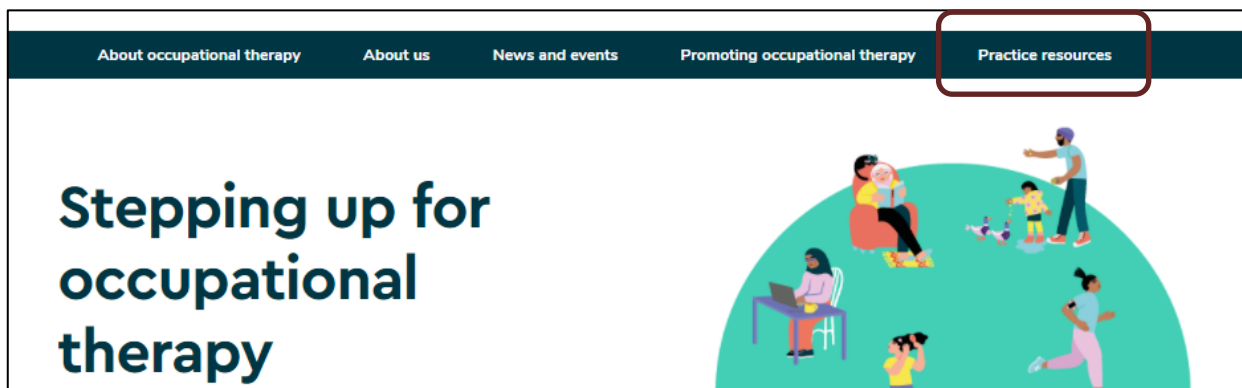 About occupational therapy About us News and events Promoting occupational therapy Practice resources
Stepping up for
occupational
therapy